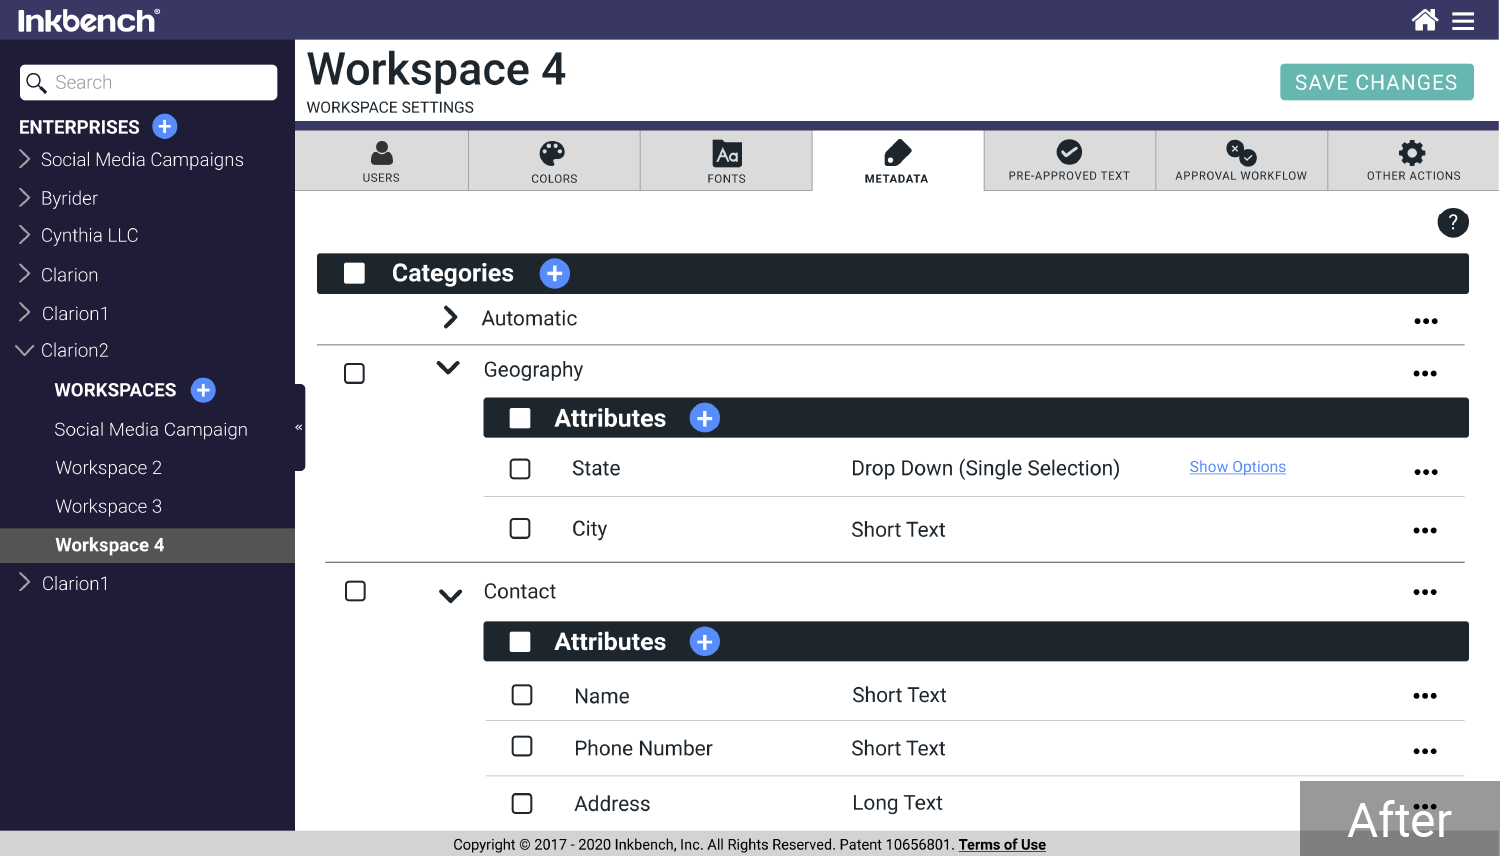 Inkbench®
Search
ENTERPRISES +
Social Media Campaigns
Byrider
Cynthia LLC
Clarion
Clarion1
Clarion2
WORKSPACES +
Social Media Campaign
Workspace 2
Workspace 3
Workspace 4
Clarion1
«
Workspace 4
WORKSPACE SETTINGS
SAVE CHANGES
USERS
COLORS
Aa
FONTS
METADATA
PRE-APPROVED TEXT
APPROVAL WORKFLOW
OTHER ACTIONS
?
Categories +
Automatic
Geography
Attributes +
State Drop Down (Single Selection) Show Options
City Short Text
Contact
Attributes +
Name Short Text
Phone Number Short Text
Address Long Text
After
Copyright © 2017 - 2020 Inkbench, Inc. All Rights Reserved. Patent 10656801. Terms of Use